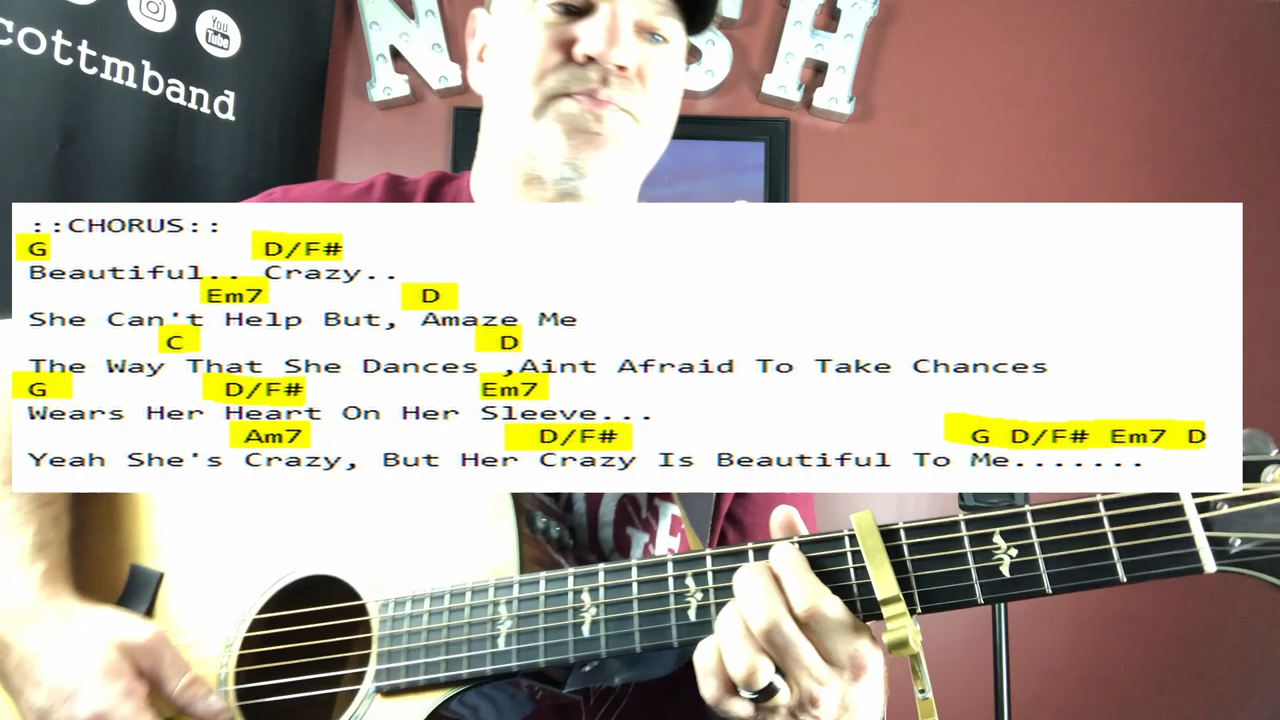 You
Tube
cottmband
N SH
::CHORUS::
G D/F#
Beautiful.. Crazy..
Em7 D
She Can't Help But, Amaze Me
C D
The Way That She Dances ,Aint Afraid To Take Chances
G D/F# Em7
Wears Her Heart On Her Sleeve...
Am7 D/F# G D/F# Em7 D
Yeah She's Crazy, But Her Crazy Is Beautiful To Me.......